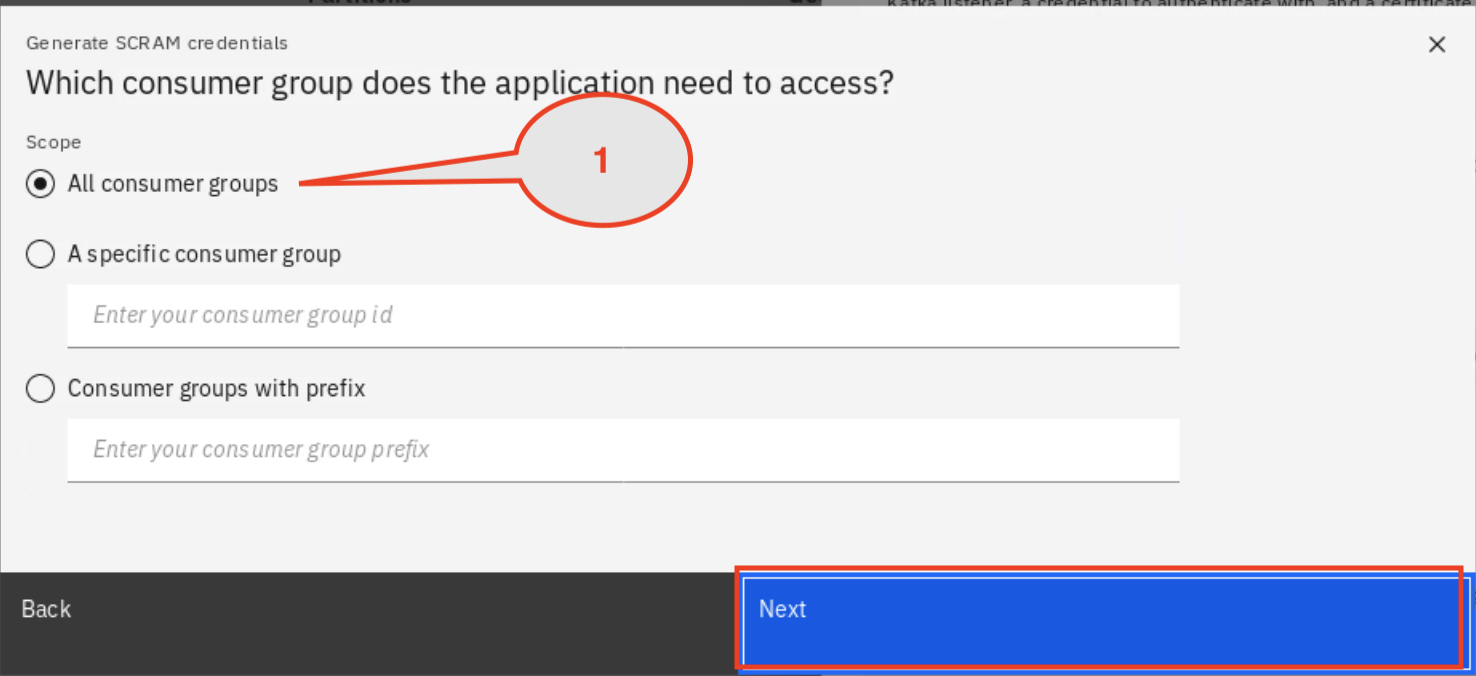 Partitions
Kafka listener, a credential to authenticate with, and a certificate
Generate SCRAM credentials
Which consumer group does the application need to access?
Scope
All consumer groups
1
A specific consumer group
Enter your consumer group id
Consumer groups with prefix
Enter your consumer group prefix
Back
Next